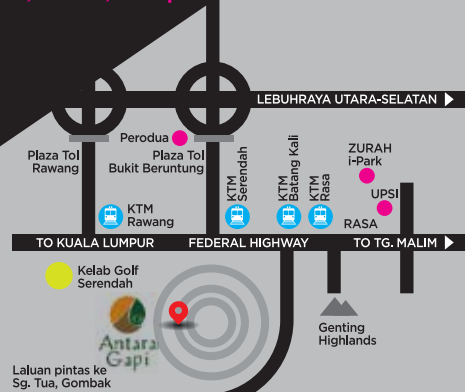 LEBUHRAYA UTARA-SELATAN
Perodua
Plaza Tol
Rawang
Plaza Tol
Bukit Beruntung
KTM
Serendah
KTM
Batang Kali
KTM
Rasa
ZURAH
i-Park
UPSI
RASA
KTM
Rawang
TO KUALA LUMPUR
FEDERAL HIGHWAY
TO TG. MALIM
Kelab Golf
Serendah
Antara
Gapi
Genting
Highlands
Laluan pintas ke
Sg. Tua, Gombak